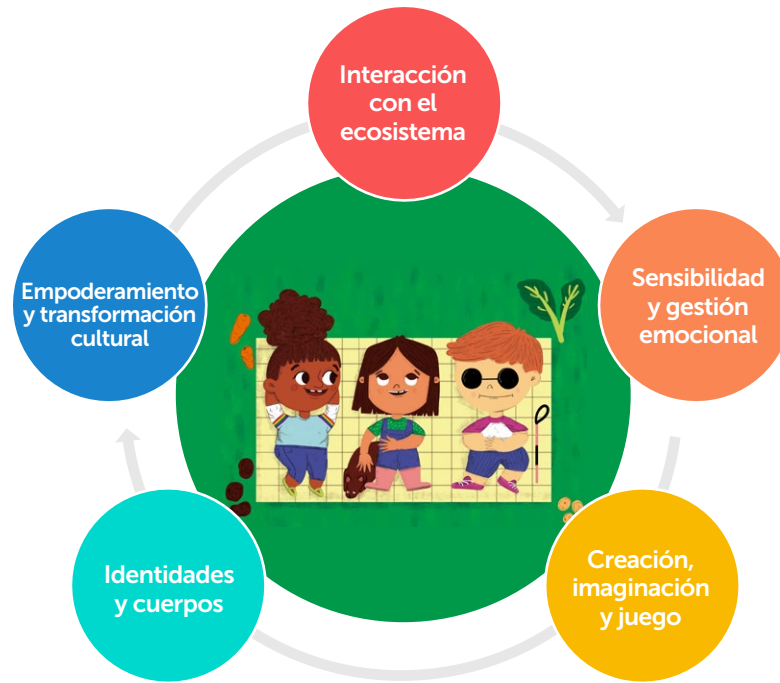 Interacción
con el
ecosistema
Sensibilidad
y gestión
emocional
Creación,
imaginación
y juego
Identidades
y cuerpos
Empoderamiento
y transformación
cultural